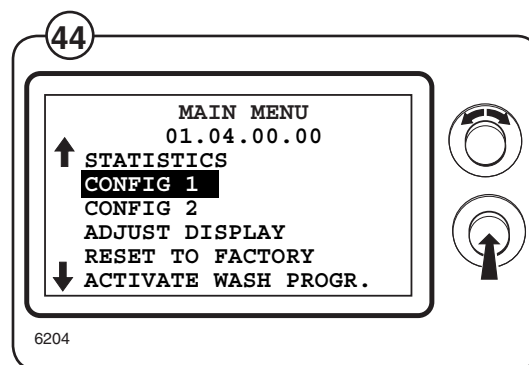 44
MAIN MENU
01.04.00.00
STATISTICS
CONFIG 1
CONFIG 2
ADJUST DISPLAY
RESET TO FACTORY
ACTIVATE WASH PROGR.
6204